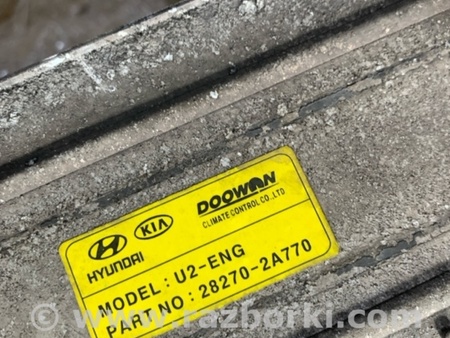 HYUNDAI
KIA
DOOWON
CLIMATE CONTROL CO.,LTD
MODEL : U2-ENG
PART NO : 28270-2A770
© www.razborki.com ®